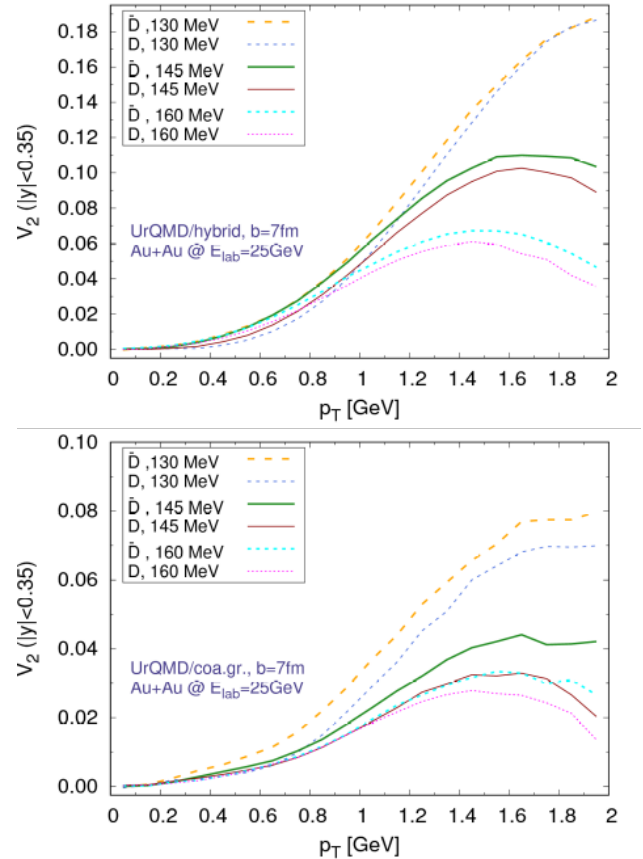 D̄ ,130 MeV
D, 130 MeV
D̄ , 145 MeV
D, 145 MeV
D̄ , 160 MeV
D, 160 MeV
UrQMD/hybrid, b=7fm
Au+Au @ E_lab=25GeV
V₂ (|y|<0.35)
0.18
0.16
0.14
0.12
0.10
0.08
0.06
0.04
0.02
0.00
0 0.2 0.4 0.6 0.8 1 1.2 1.4 1.6 1.8 2
p_T [GeV]
D̄ ,130 MeV
D, 130 MeV
D̄ , 145 MeV
D, 145 MeV
D̄ , 160 MeV
D, 160 MeV
UrQMD/coa.gr., b=7fm
Au+Au @ E_lab=25GeV
V₂ (|y|<0.35)
0.10
0.08
0.06
0.04
0.02
0.00
0 0.2 0.4 0.6 0.8 1 1.2 1.4 1.6 1.8 2
p_T [GeV]